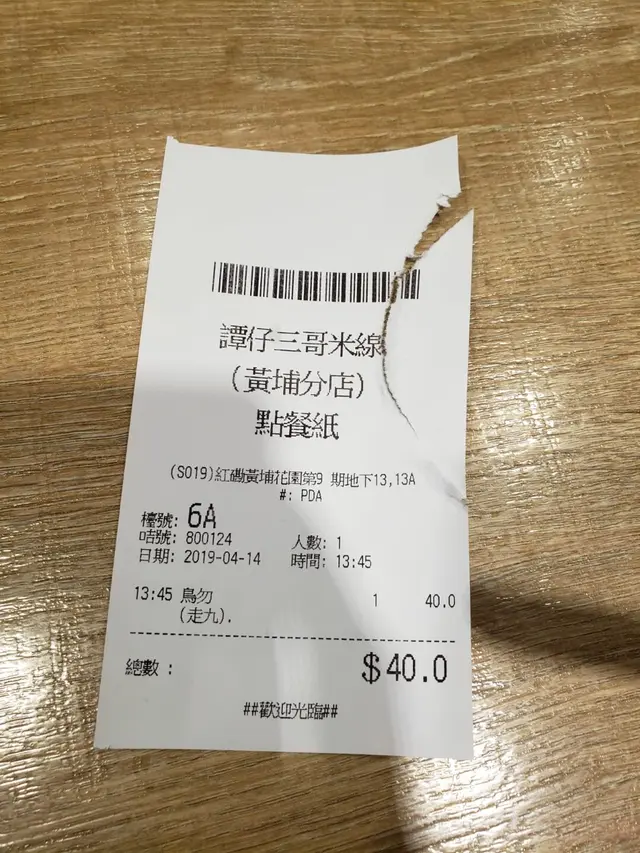 譚仔三哥米線
(黃埔分店)
點餐紙
(S019)紅磡黃埔花園第9 期地下13,13A
#: PDA
檯號: 6A
咭號: 800124 人數: 1
日期: 2019-04-14 時間: 13:45
13:45 鳥勿 1 40.0
(走九).
總數 : $40.0
##歡迎光臨##